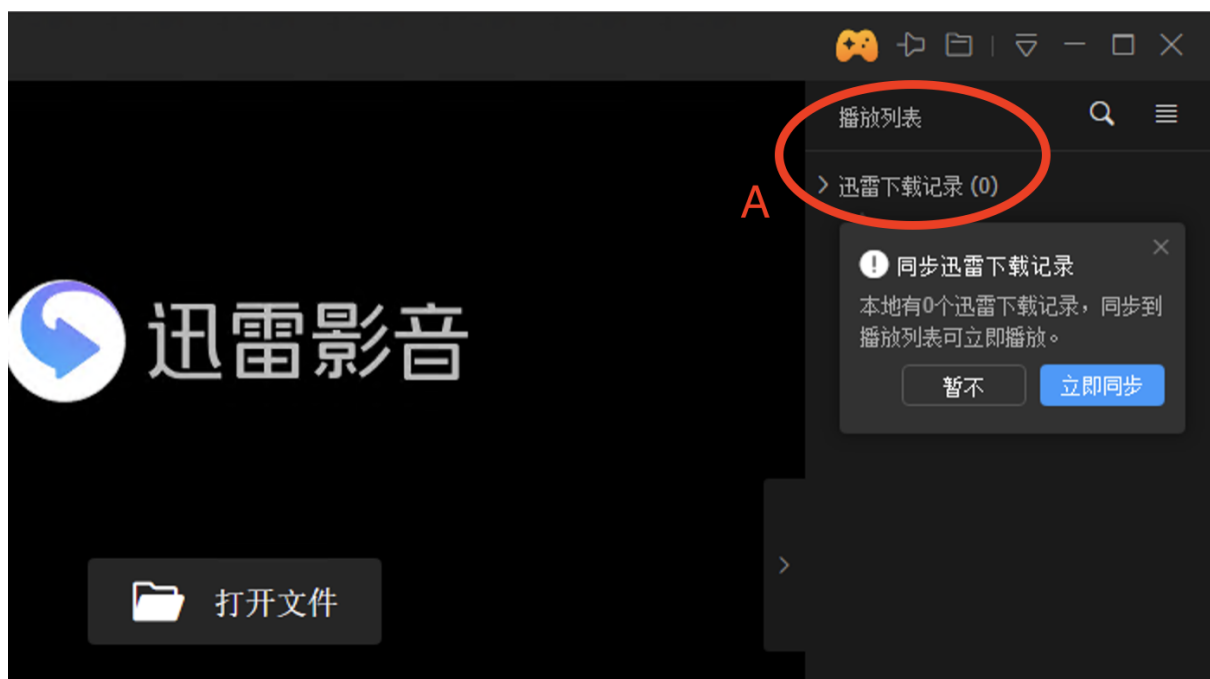 播放列表
A
迅雷下载记录 (0)
同步迅雷下载记录
本地有0个迅雷下载记录，同步到
播放列表可立即播放。
暂不
立即同步
迅雷影音
打开文件